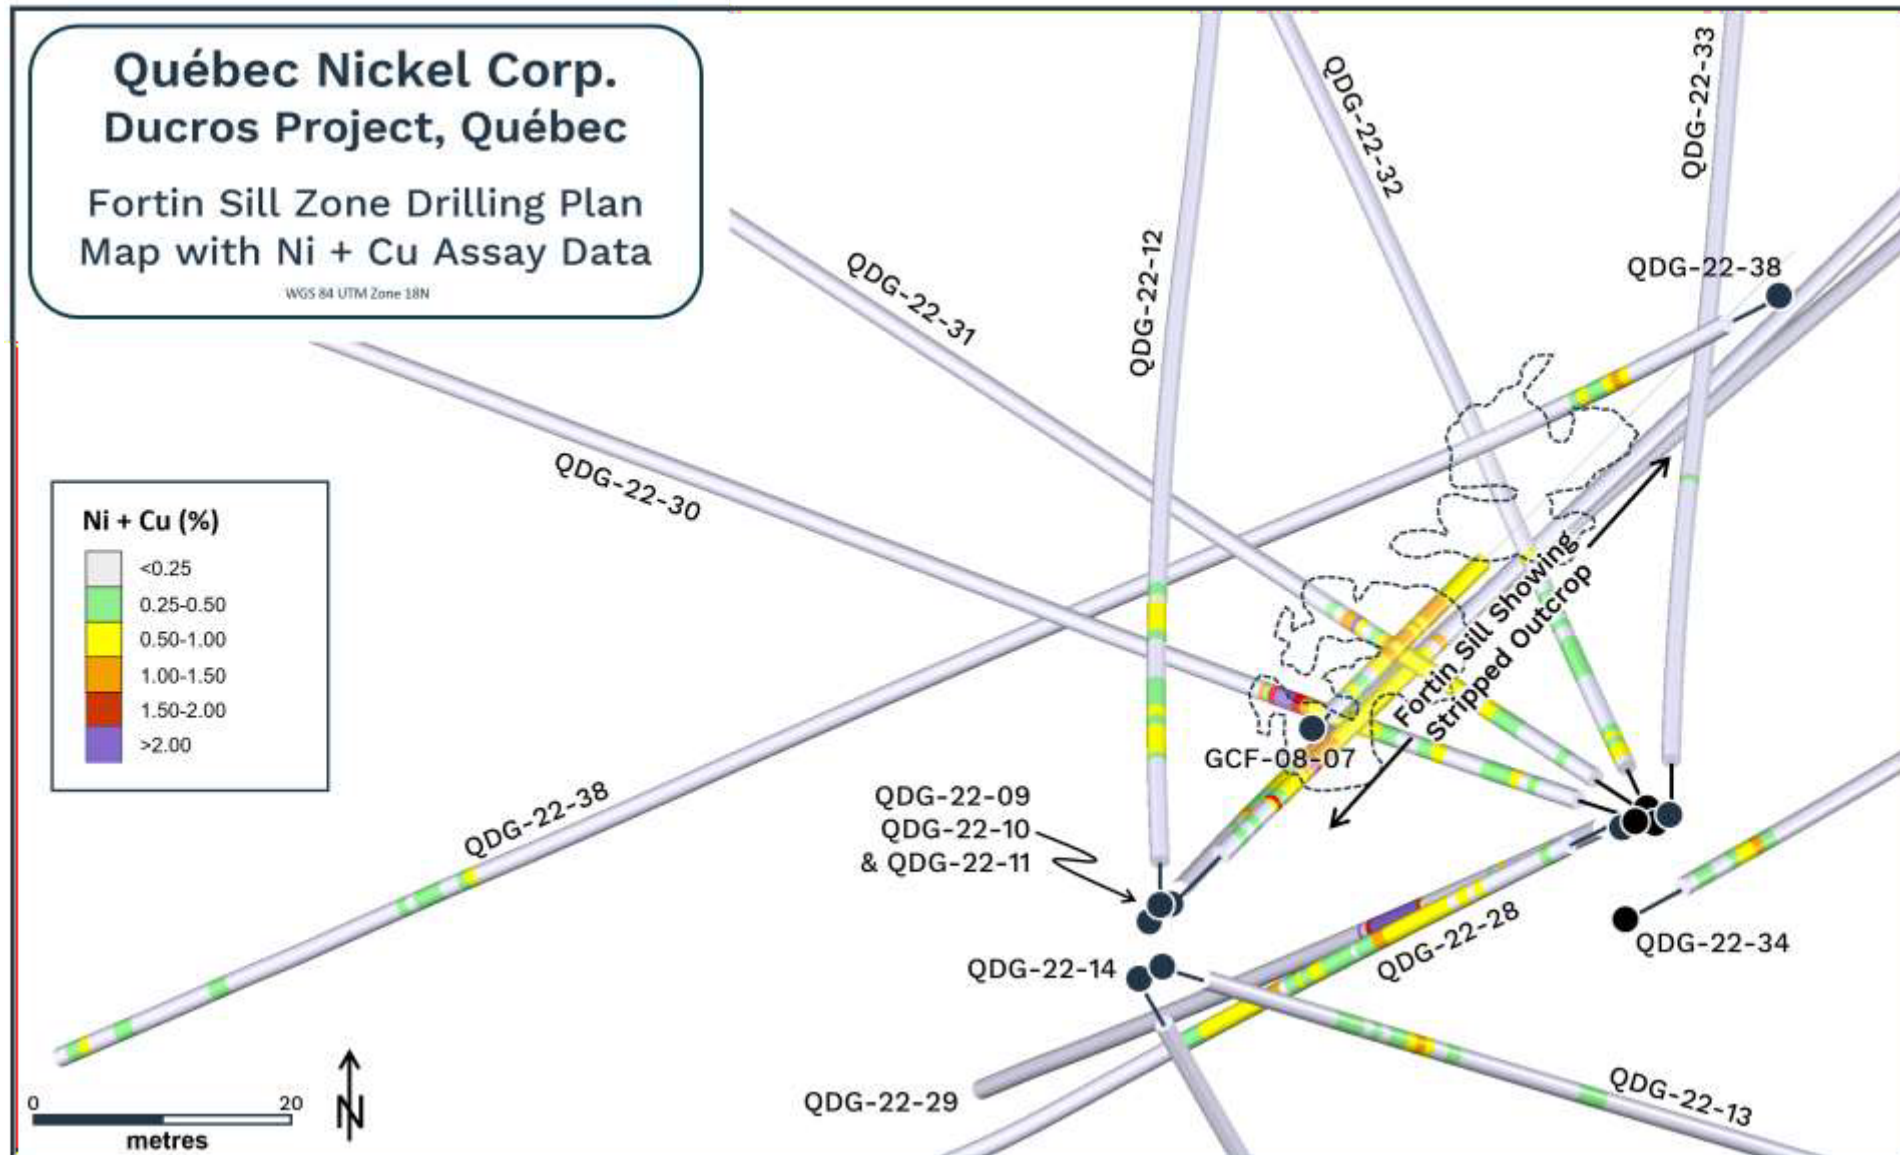 Québec Nickel Corp.
Ducros Project, Québec
Fortin Sill Zone Drilling Plan
Map with Ni + Cu Assay Data
WGS 84 UTM Zone 18N
QDG-22-33
QDG-22-32
QDG-22-12
QDG-22-31
QDG-22-38
QDG-22-30
Ni + Cu (%)
<0.25
0.25-0.50
0.50-1.00
1.00-1.50
1.50-2.00
>2.00
Fortin Sill Showing
Stripped Outcrop
GCF-08-07
QDG-22-09
QDG-22-10
& QDG-22-11
QDG-22-38
QDG-22-28
QDG-22-34
QDG-22-14
QDG-22-29
QDG-22-13
0 20
metres
N